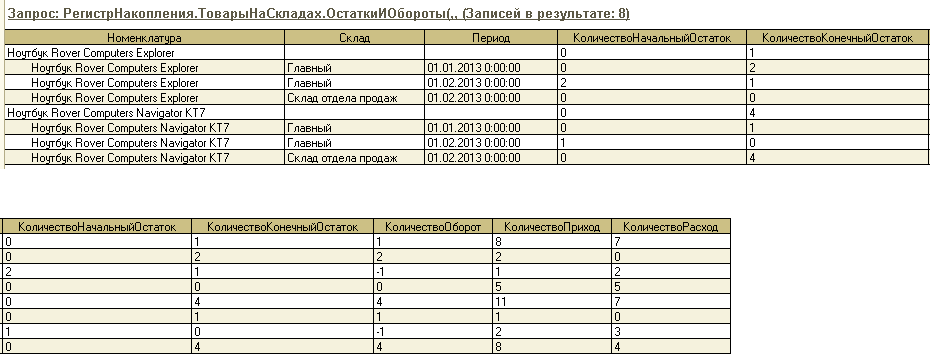 Запрос: РегистрНакопления.ТоварыНаСкладах.ОстаткиИОбороты(,, (Записей в результате: 8)
Номенклатура Склад Период КоличествоНачальныйОстаток КоличествоКонечныйОстаток
Ноутбук Rover Computers Explorer 0 1
Ноутбук Rover Computers Explorer Главный 01.01.2013 0:00:00 0 2
Ноутбук Rover Computers Explorer Главный 01.02.2013 0:00:00 2 1
Ноутбук Rover Computers Explorer Склад отдела продаж 01.02.2013 0:00:00 0 0
Ноутбук Rover Computers Navigator KT7 0 4
Ноутбук Rover Computers Navigator KT7 Главный 01.01.2013 0:00:00 0 1
Ноутбук Rover Computers Navigator KT7 Главный 01.02.2013 0:00:00 1 0
Ноутбук Rover Computers Navigator KT7 Склад отдела продаж 01.02.2013 0:00:00 0 4
КоличествоНачальныйОстаток КоличествоКонечныйОстаток КоличествоОборот КоличествоПриход КоличествоРасход
0 1 1 8 7
0 2 2 2 0
2 1 -1 1 2
0 0 0 5 5
0 4 4 11 7
0 1 1 1 0
1 0 -1 2 3
0 4 4 8 4